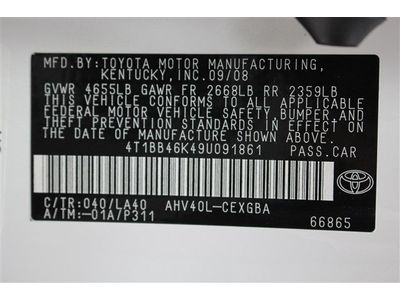 MFD. BY: TOYOTA MOTOR MANUFACTURING,
KENTUCKY, INC. 09/08
GVWR 4655LB GAWR FR 2668LB RR 2359LB
THIS VEHICLE CONFORMS TO ALL APPLICABLE
FEDERAL MOTOR VEHICLE SAFETY, BUMPER, AND
THEFT PREVENTION STANDARDS IN EFFECT ON
THE DATE OF MANUFACTURE SHOWN ABOVE.
4T1BB46K49U091861 PASS.CAR
TOYOTA
C/TR:040/LA40 AHV40L-CEXGBA
A/TM:-01A/P311 66865